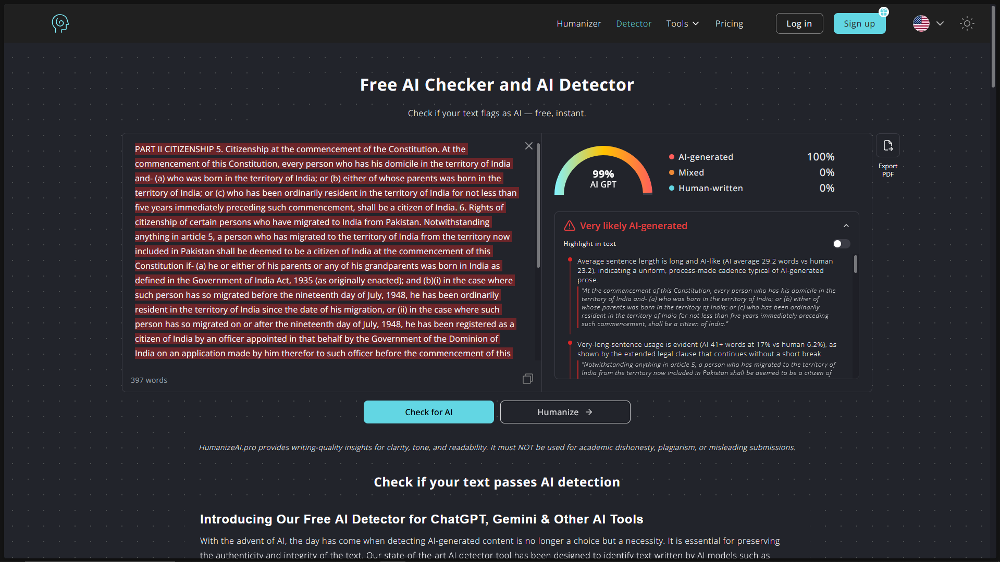 Humanizer Detector Tools Pricing Log in Sign up
Free AI Checker and AI Detector
Check if your text flags as AI — free, instant.
PART II CITIZENSHIP 5. Citizenship at the commencement of the Constitution. At the
commencement of this Constitution, every person who has his domicile in the territory of India
and- (a) who was born in the territory of India; or (b) either of whose parents was born in the
territory of India; or (c) who has been ordinarily resident in the territory of India for not less than
five years immediately preceding such commencement, shall be a citizen of India. 6. Rights of
citizenship of certain persons who have migrated to India from Pakistan. Notwithstanding
anything in article 5, a person who has migrated to the territory of India from the territory now
included in Pakistan shall be deemed to be a citizen of India at the commencement of this
Constitution if- (a) he or either of his parents or any of his grandparents was born in India as
defined in the Government of India Act, 1935 (as originally enacted); and (b)(i) in the case where
such person has so migrated before the nineteenth day of July, 1948, he has been ordinarily
resident in the territory of India since the date of his migration, or (ii) in the case where such
person has so migrated on or after the nineteenth day of July, 1948, he has been registered as a
citizen of India by an officer appointed in that behalf by the Government of the Dominion of
India on an application made by him therefor to such officer before the commencement of this
397 words
99%
AI GPT
AI-generated 100%
Mixed 0%
Human-written 0%
Export
PDF
Very likely AI-generated
Highlight in text
Average sentence length is long and AI-like (AI average 29.2 words vs human
23.2), indicating a uniform, process-made cadence typical of AI-generated
prose.
“At the commencement of this Constitution, every person who has his domicile in the
territory of India and- (a) who was born in the territory of India; or (b) either of
whose parents was born in the territory of India; or (c) who has been ordinarily
resident in the territory of India for not less than five years immediately preceding
such commencement, shall be a citizen of India.”
Very-long-sentence usage is evident (AI 41+ words at 17% vs human 6.2%), as
shown by the extended legal clause that continues without a short break.
“Notwithstanding anything in article 5, a person who has migrated to the territory of
India from the territory now included in Pakistan shall be deemed to be a citizen of
Check for AI
Humanize
HumanizeAI.pro provides writing-quality insights for clarity, tone, and readability. It must NOT be used for academic dishonesty, plagiarism, or misleading submissions.
Check if your text passes AI detection
Introducing Our Free AI Detector for ChatGPT, Gemini & Other AI Tools
With the advent of AI, the day has come when detecting AI-generated content is no longer a choice but a necessity. It is essential for preserving
the authenticity and integrity of the text. Our state-of-the-art AI detector tool has been designed to identify text written by AI models such as